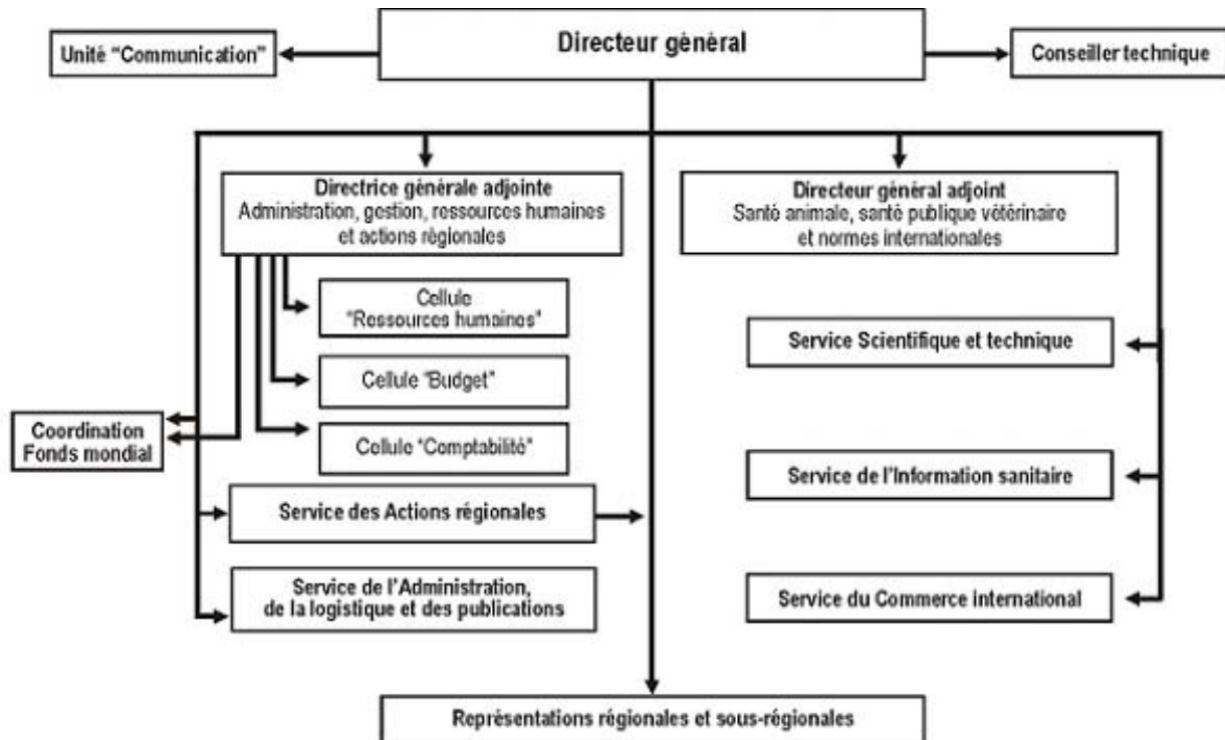 Directeur général
Unité "Communication"
Conseiller technique
Directrice générale adjointe
Administration, gestion, ressources humaines
et actions régionales
Directeur général adjoint
Santé animale, santé publique vétérinaire
et normes internationales
Cellule
"Ressources humaines"
Cellule "Budget"
Cellule "Comptabilité"
Coordination
Fonds mondial
Service des Actions régionales
Service de l'Administration,
de la logistique et des publications
Service Scientifique et technique
Service de l'Information sanitaire
Service du Commerce international
Représentations régionales et sous-régionales